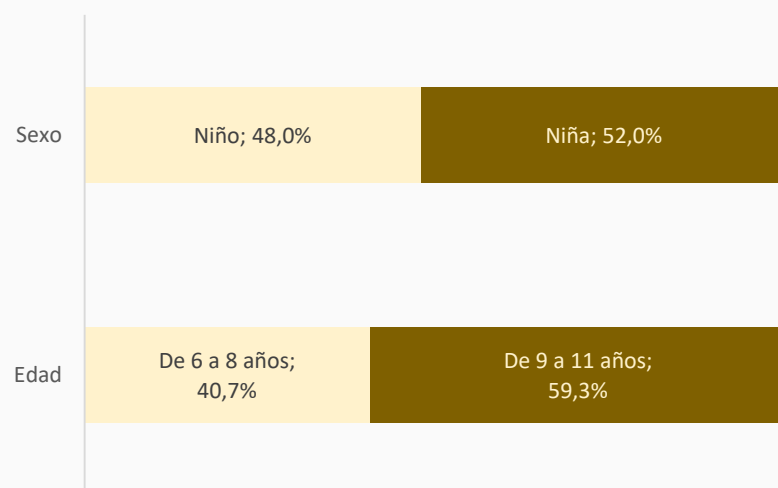 Sexo
Niño; 48,0%
Niña; 52,0%
Edad
De 6 a 8 años;
40,7%
De 9 a 11 años;
59,3%